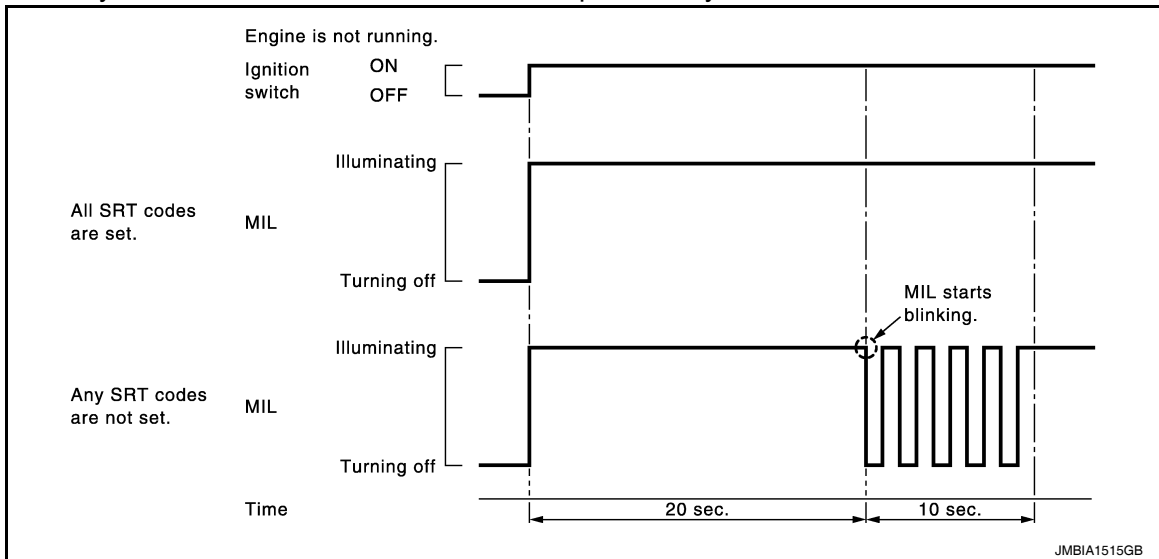 Engine is not running.
Ignition switch
ON
OFF
Illuminating
All SRT codes are set.
MIL
Turning off
MIL starts blinking.
Illuminating
Any SRT codes are not set.
MIL
Turning off
Time
20 sec.
10 sec.
JMBIA1515GB